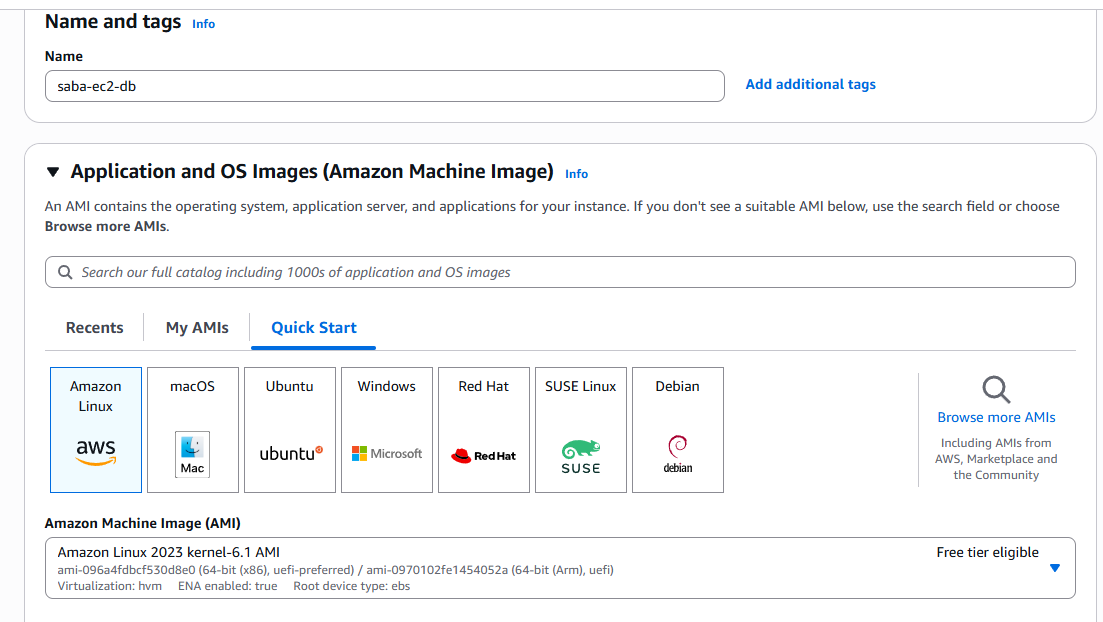 Name and tags Info
Name
saba-ec2-db
Add additional tags
Application and OS Images (Amazon Machine Image) Info
An AMI contains the operating system, application server, and applications for your instance. If you don't see a suitable AMI below, use the search field or choose
Browse more AMIs.
Search our full catalog including 1000s of application and OS images
Recents
My AMIs
Quick Start
Amazon
Linux
aws
macOS
Mac
Ubuntu
ubuntu
Windows
Microsoft
Red Hat
Red Hat
SUSE Linux
SUSE
Debian
debian
Browse more AMIs
Including AMIs from
AWS, Marketplace and
the Community
Amazon Machine Image (AMI)
Amazon Linux 2023 kernel-6.1 AMI
Free tier eligible
ami-096a4fdbcf530d8e0 (64-bit (x86), uefi-preferred) / ami-0970102fe1454052a (64-bit (Arm), uefi)
Virtualization: hvm ENA enabled: true Root device type: ebs